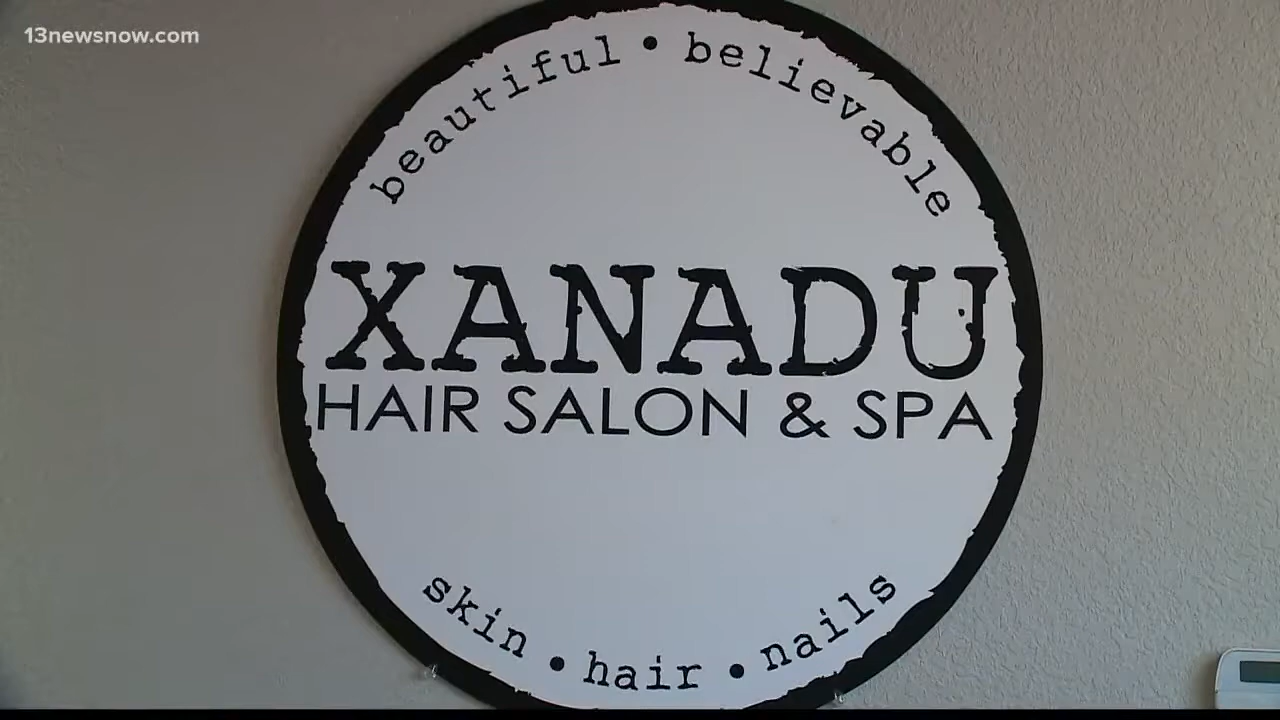 13newsnow.com
beautiful • believable
XANADU
HAIR SALON & SPA
skin • hair • nails